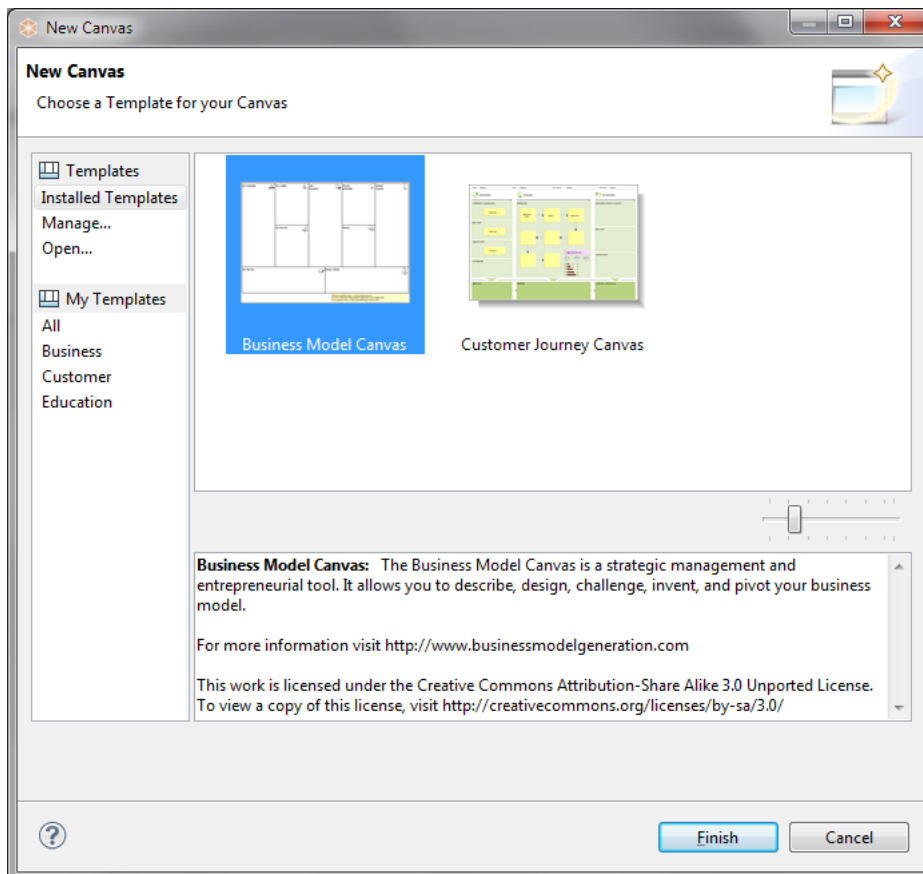 New Canvas
New Canvas
Choose a Template for your Canvas
Templates
Installed Templates
Manage...
Open...
My Templates
All
Business
Customer
Education
Business Model Canvas
Customer Journey Canvas
Business Model Canvas: The Business Model Canvas is a strategic management and
entrepreneurial tool. It allows you to describe, design, challenge, invent, and pivot your business
model.
For more information visit http://www.businessmodelgeneration.com
This work is licensed under the Creative Commons Attribution-Share Alike 3.0 Unported License.
To view a copy of this license, visit http://creativecommons.org/licenses/by-sa/3.0/
?
Finish
Cancel